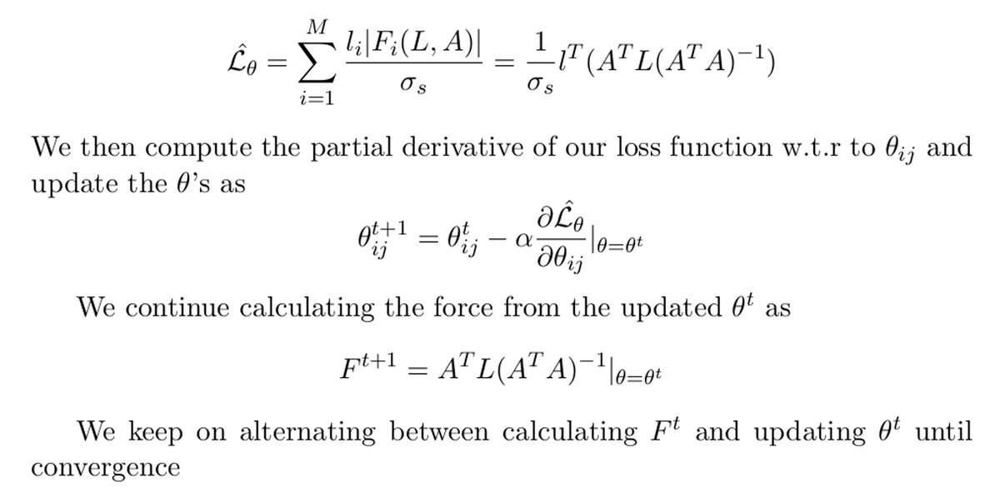 $$\hat{\mathcal{L}}_{\theta} = \sum_{i=1}^{M} \frac{l_i |F_i(L, A)|}{\sigma_s} = \frac{1}{\sigma_s} l^T (A^T L (A^T A)^{-1})$$
We then compute the partial derivative of our loss function w.t.r to $\theta_{ij}$ and
update the $\theta$'s as
$$\theta_{ij}^{t+1} = \theta_{ij}^{t} - \alpha \frac{\partial \hat{\mathcal{L}}_{\theta}}{\partial \theta_{ij}} |_{\theta = \theta^t}$$
We continue calculating the force from the updated $\theta^t$ as
$$F^{t+1} = A^T L (A^T A)^{-1} |_{\theta = \theta^t}$$
We keep on alternating between calculating $F^t$ and updating $\theta^t$ until
convergence